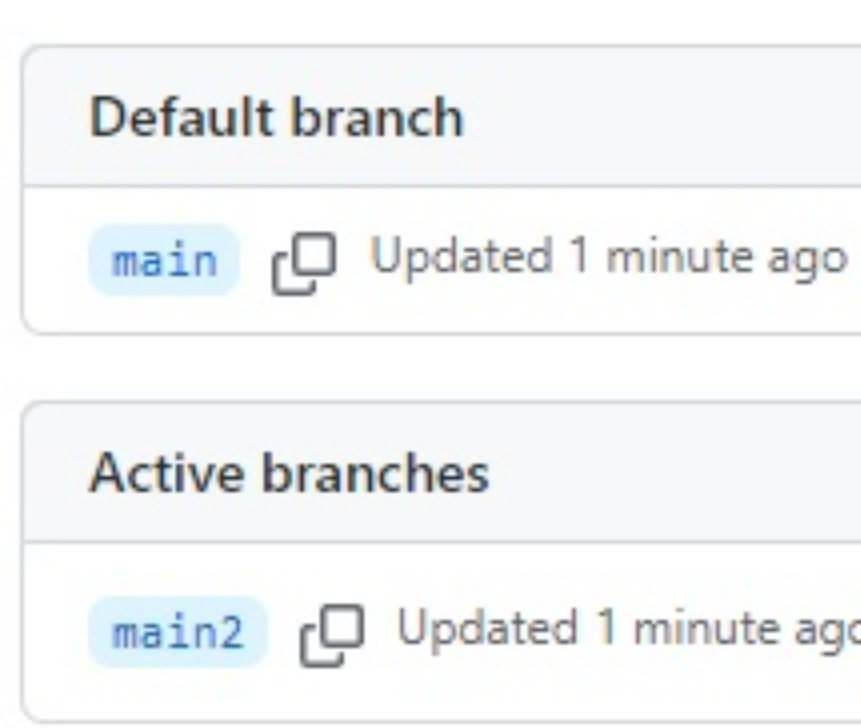 Default branch
main Updated 1 minute ago
Active branches
main2 Updated 1 minute ago